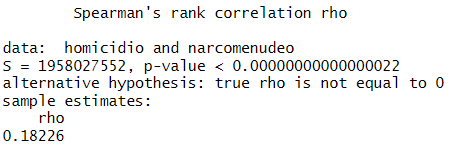 Spearman's rank correlation rho
data:  homicidio and narcomenudeo
S = 1958027552, p-value < 0.00000000000000022
alternative hypothesis: true rho is not equal to 0
sample estimates:
rho
0.18226